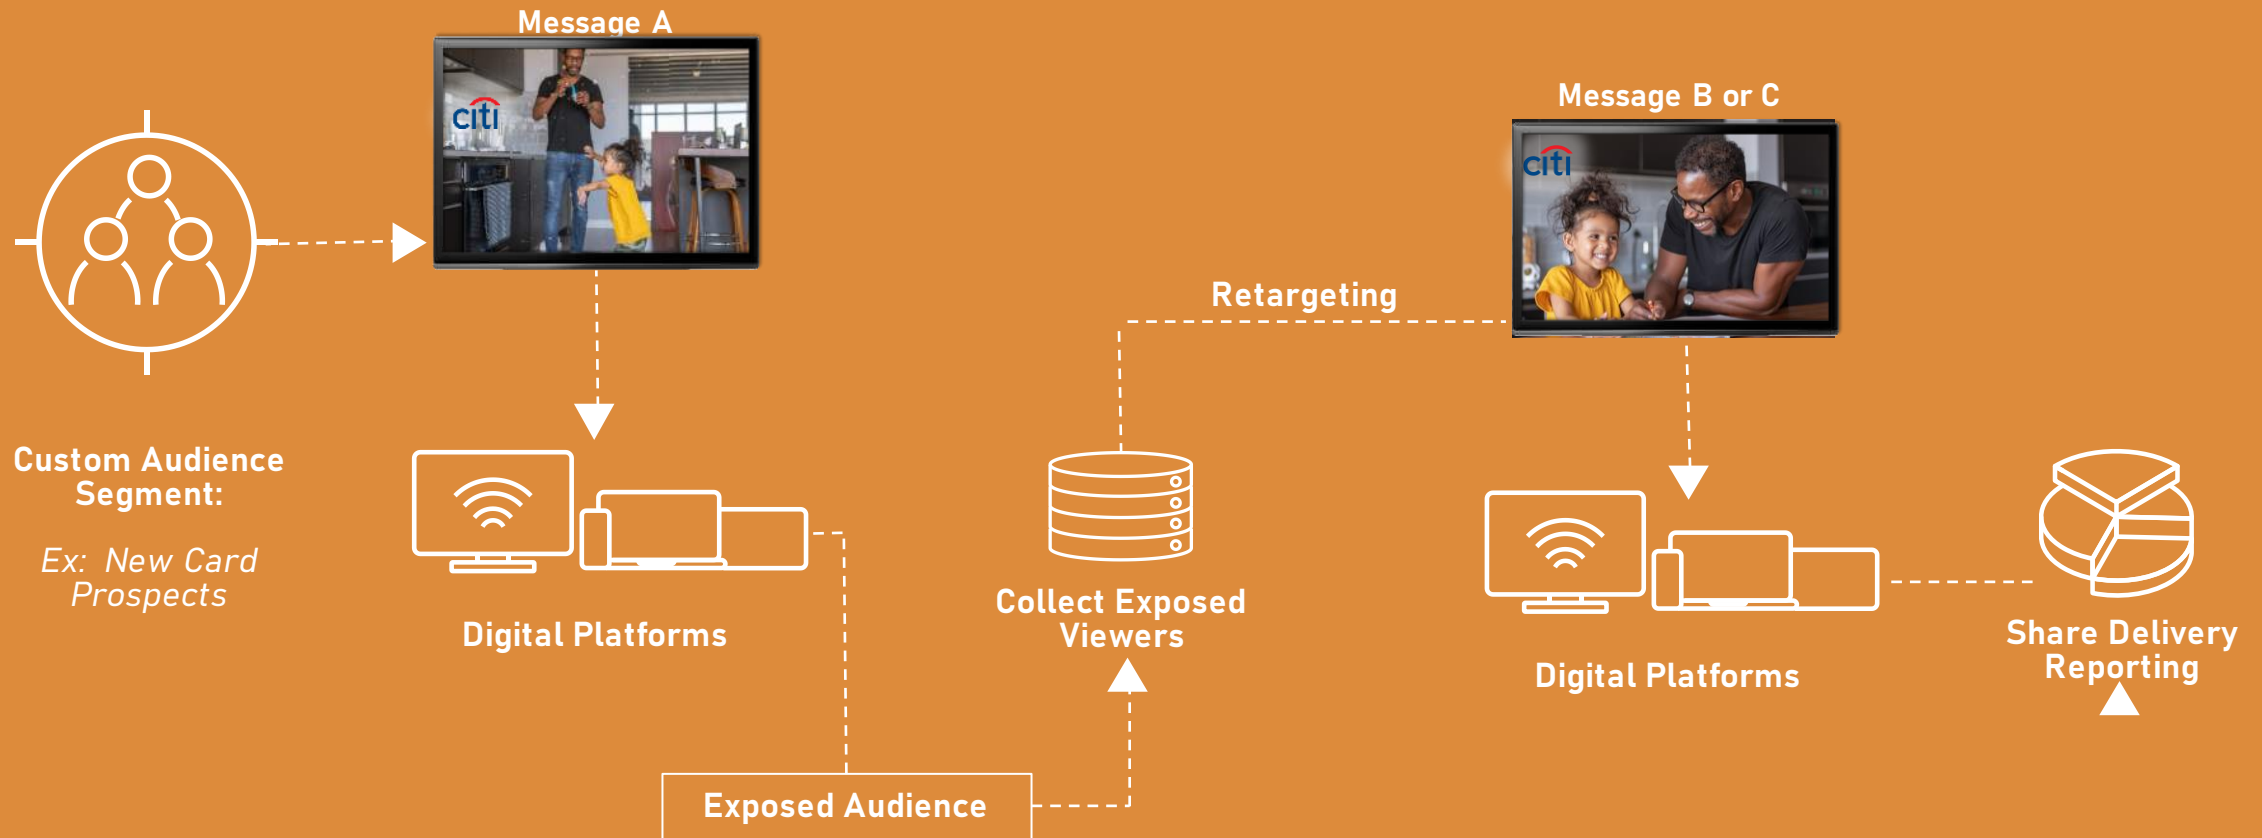 Message A
citi
Custom Audience
Segment:
Ex: New Card
Prospects
Digital Platforms
Exposed Audience
Collect Exposed
Viewers
Retargeting
Message B or C
citi
Digital Platforms
Share Delivery
Reporting